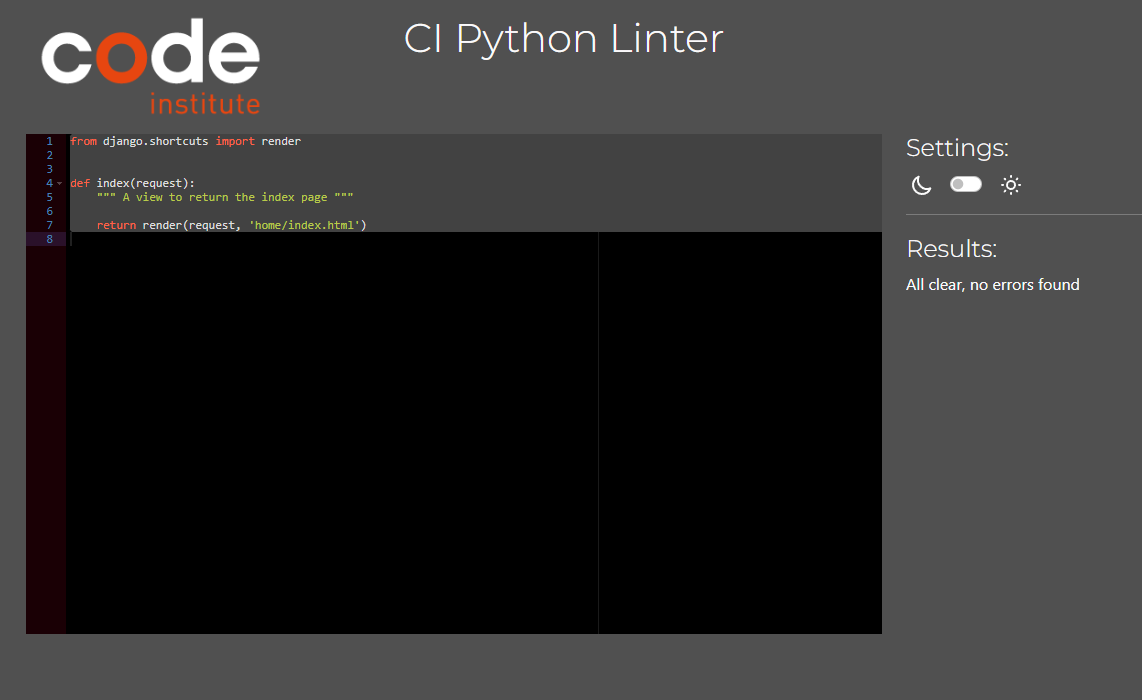 code
institute
CI Python Linter
1 from django.shortcuts import render
2
3
4 def index(request):
5     """ A view to return the index page """
6
7     return render(request, 'home/index.html')
8
Settings:
Results:
All clear, no errors found